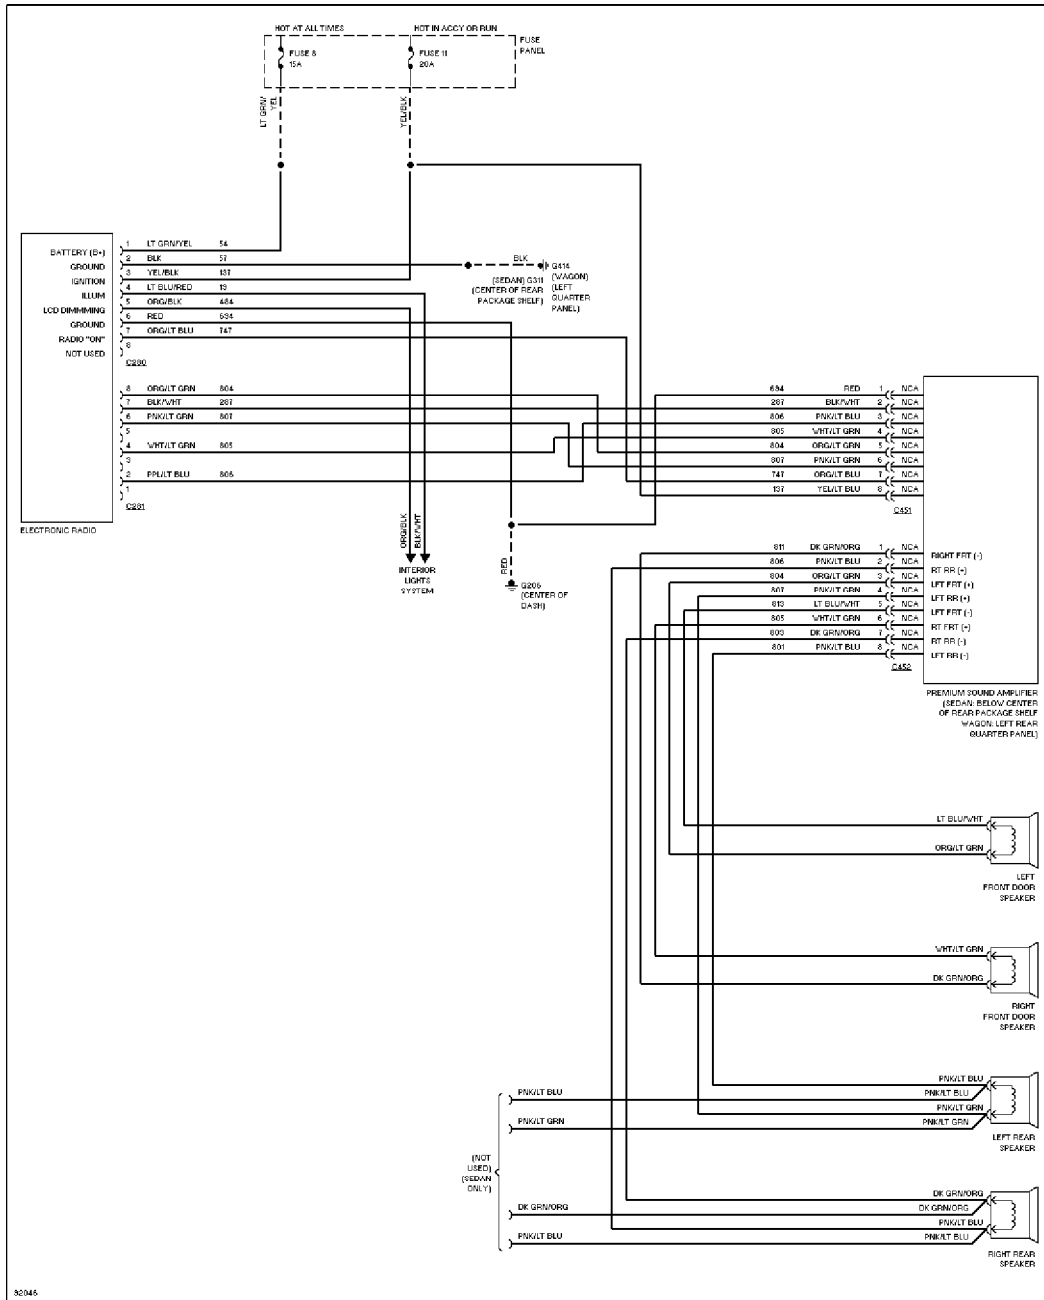 HOT AT ALL TIMES
HOT IN ACCY OR RUN
FUSE
PANEL
FUSE 8
15A
FUSE 11
20A
LT GRN/
YEL
YEL/BLK
BATTERY (B+)
GROUND
IGNITION
ILLUM
LCD DIMMMING
GROUND
RADIO "ON"
NOT USED
1 LT GRN/YEL 54
2 BLK 57
3 YEL/BLK 137
4 LT BLU/RED 19
5 ORG/BLK 484
6 RED 694
7 ORG/LT BLU 747
8
C280
8 ORG/LT GRN 804
7 BLK/WHT 287
6 PNK/LT GRN 807
5
4 WHT/LT GRN 805
3
2 PPL/LT BLU 806
1
C281
ELECTRONIC RADIO
BLK
(SEDAN) G311
(CENTER OF REAR
PACKAGE SHELF)
G414
(WAGON)
(LEFT
QUARTER
PANEL)
ORG/BLK
BLK/WHT
INTERIOR
LIGHTS
SYSTEM
RED
G206
(CENTER OF
DASH)
694 RED 1 NCA
287 BLK/WHT 2 NCA
806 PNK/LT BLU 3 NCA
805 WHT/LT GRN 4 NCA
804 ORG/LT GRN 5 NCA
807 PNK/LT GRN 6 NCA
747 ORG/LT BLU 7 NCA
137 YEL/LT BLU 8 NCA
C451
811 DK GRN/ORG 1 NCA RIGHT FRT (-)
806 PNK/LT BLU 2 NCA RT RR (+)
804 ORG/LT GRN 3 NCA LFT FRT (+)
807 PNK/LT GRN 4 NCA LFT RR (+)
813 LT BLU/WHT 5 NCA LFT FRT (-)
805 WHT/LT GRN 6 NCA RT FRT (+)
803 DK GRN/ORG 7 NCA RT RR (-)
801 PNK/LT BLU 8 NCA LFT RR (-)
C452
PREMIUM SOUND AMPLIFIER
(SEDAN: BELOW CENTER
OF REAR PACKAGE SHELF
WAGON: LEFT REAR
QUARTER PANEL)
LT BLU/WHT
ORG/LT GRN
LEFT
FRONT DOOR
SPEAKER
WHT/LT GRN
DK GRN/ORG
RIGHT
FRONT DOOR
SPEAKER
PNK/LT BLU
PNK/LT BLU
PNK/LT GRN
PNK/LT GRN
LEFT REAR
SPEAKER
PNK/LT BLU
PNK/LT GRN
(NOT
USED)
(SEDAN
ONLY)
DK GRN/ORG
PNK/LT BLU
DK GRN/ORG
DK GRN/ORG
PNK/LT BLU
PNK/LT BLU
RIGHT REAR
SPEAKER
92046